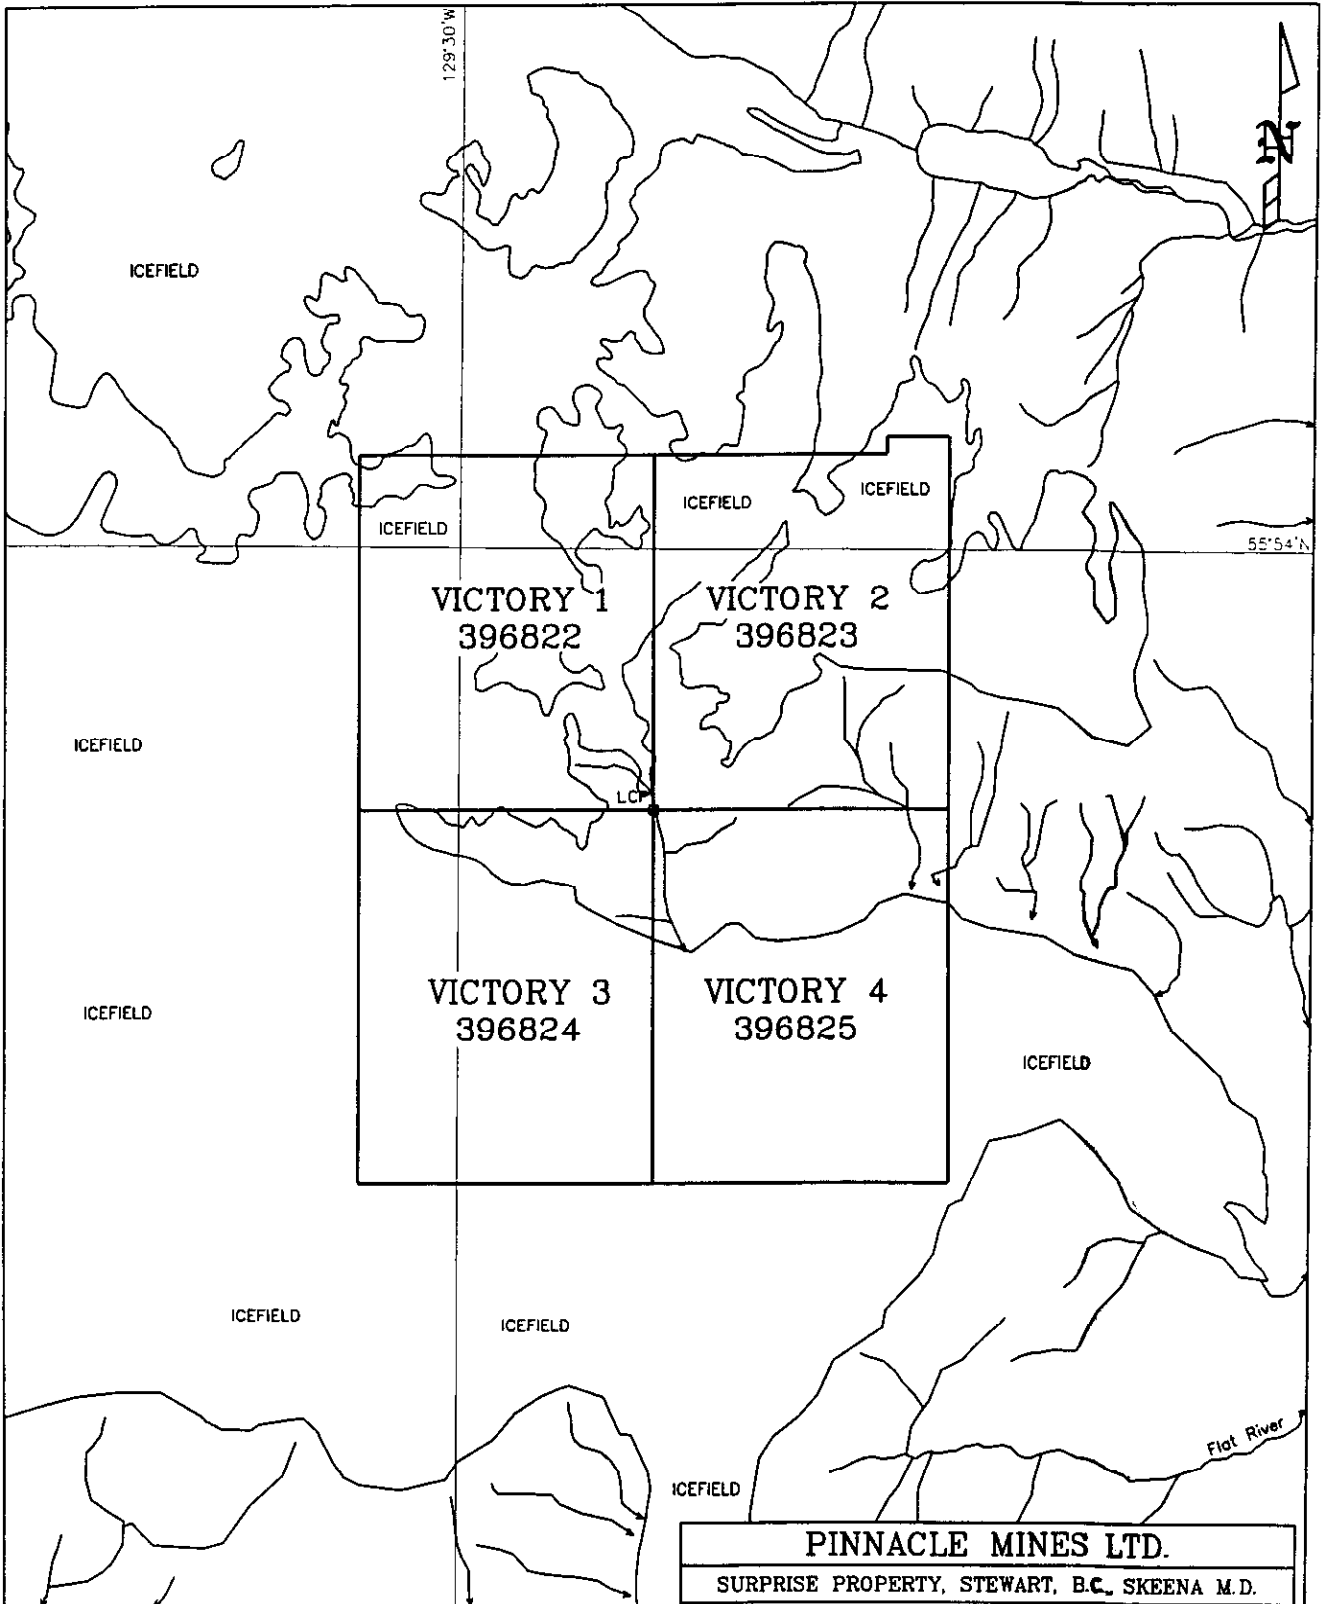 129°30'W
N
ICEFIELD
ICEFIELD
ICEFIELD
ICEFIELD
55°54'N
VICTORY 1
396822
VICTORY 2
396823
ICEFIELD
LCP
VICTORY 3
396824
VICTORY 4
396825
ICEFIELD
ICEFIELD
ICEFIELD
ICEFIELD
Flat River
ICEFIELD
PINNACLE MINES LTD.
SURPRISE PROPERTY, STEWART, B.C., SKEENA M.D.